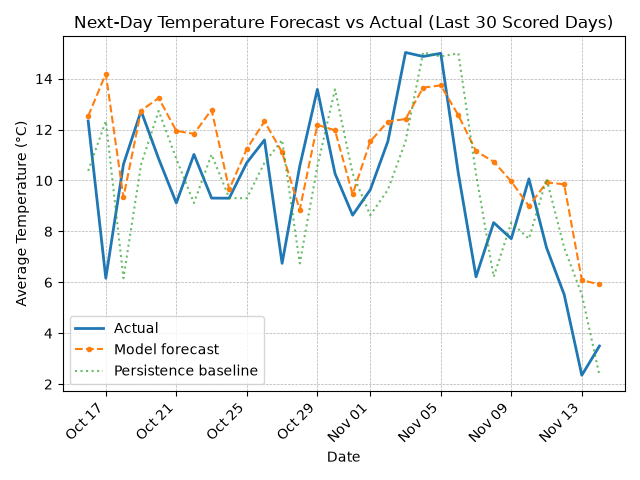 Next-Day Temperature Forecast vs Actual (Last 30 Scored Days)
Average Temperature (°C)
14
12
10
8
6
4
2
Actual
Model forecast
Persistence baseline
Oct 17
Oct 21
Oct 25
Oct 29
Nov 01
Nov 05
Nov 09
Nov 13
Date